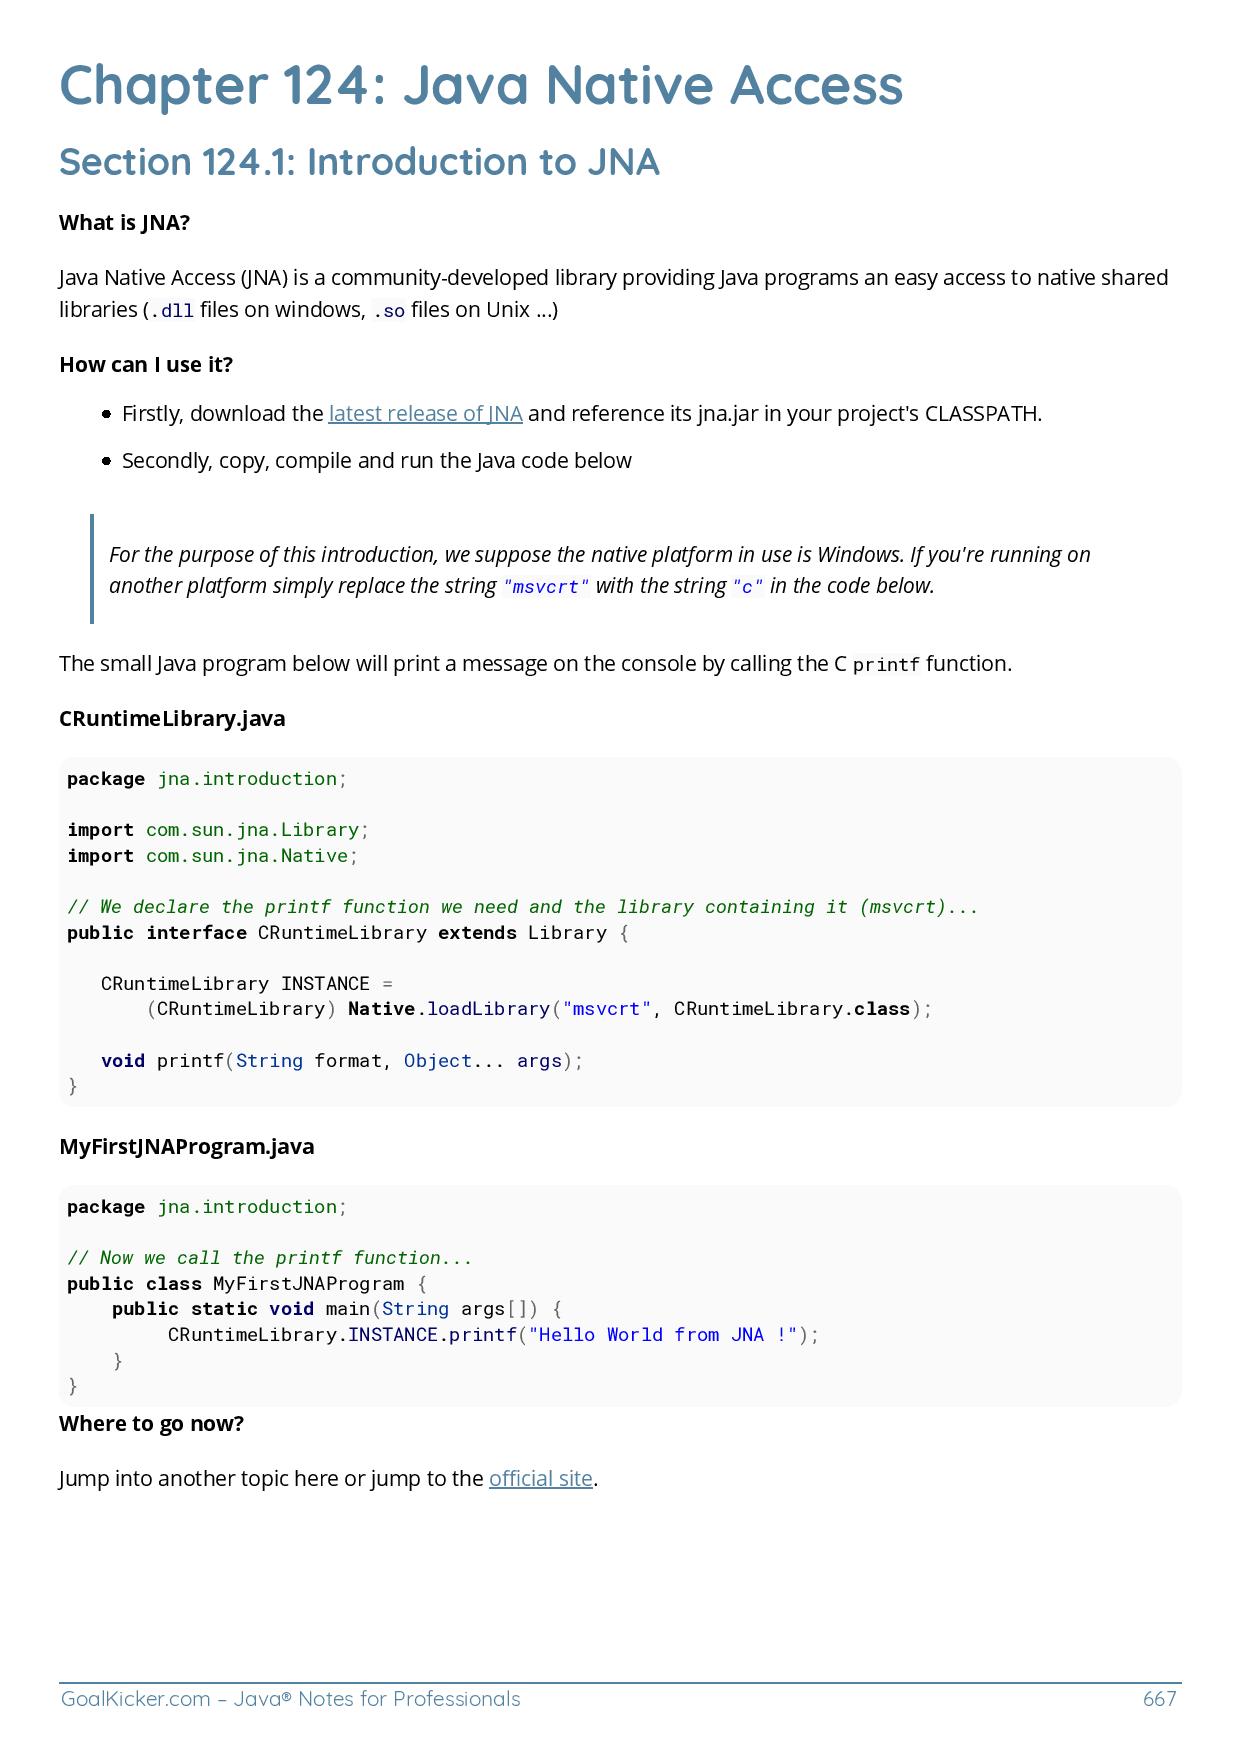 Chapter 124: Java Native Access
Section 124.1: Introduction to JNA
What is JNA?
Java Native Access (JNA) is a community-developed library providing Java programs an easy access to native shared
libraries (.dll files on windows, .so files on Unix ...)
How can I use it?
Firstly, download the latest release of JNA and reference its jna.jar in your project's CLASSPATH.
Secondly, copy, compile and run the Java code below
For the purpose of this introduction, we suppose the native platform in use is Windows. If you're running on
another platform simply replace the string "msvcrt" with the string "c" in the code below.
The small Java program below will print a message on the console by calling the C printf function.
CRuntimeLibrary.java
package jna.introduction;
import com.sun.jna.Library;
import com.sun.jna.Native;
// We declare the printf function we need and the library containing it (msvcrt)...
public interface CRuntimeLibrary extends Library {
CRuntimeLibrary INSTANCE =
(CRuntimeLibrary) Native.loadLibrary("msvcrt", CRuntimeLibrary.class);
void printf(String format, Object... args);
}
MyFirstJNAProgram.java
package jna.introduction;
// Now we call the printf function...
public class MyFirstJNAProgram {
public static void main(String args[]) {
CRuntimeLibrary.INSTANCE.printf("Hello World from JNA !");
}
}
Where to go now?
Jump into another topic here or jump to the official site.
GoalKicker.com – Java® Notes for Professionals 667